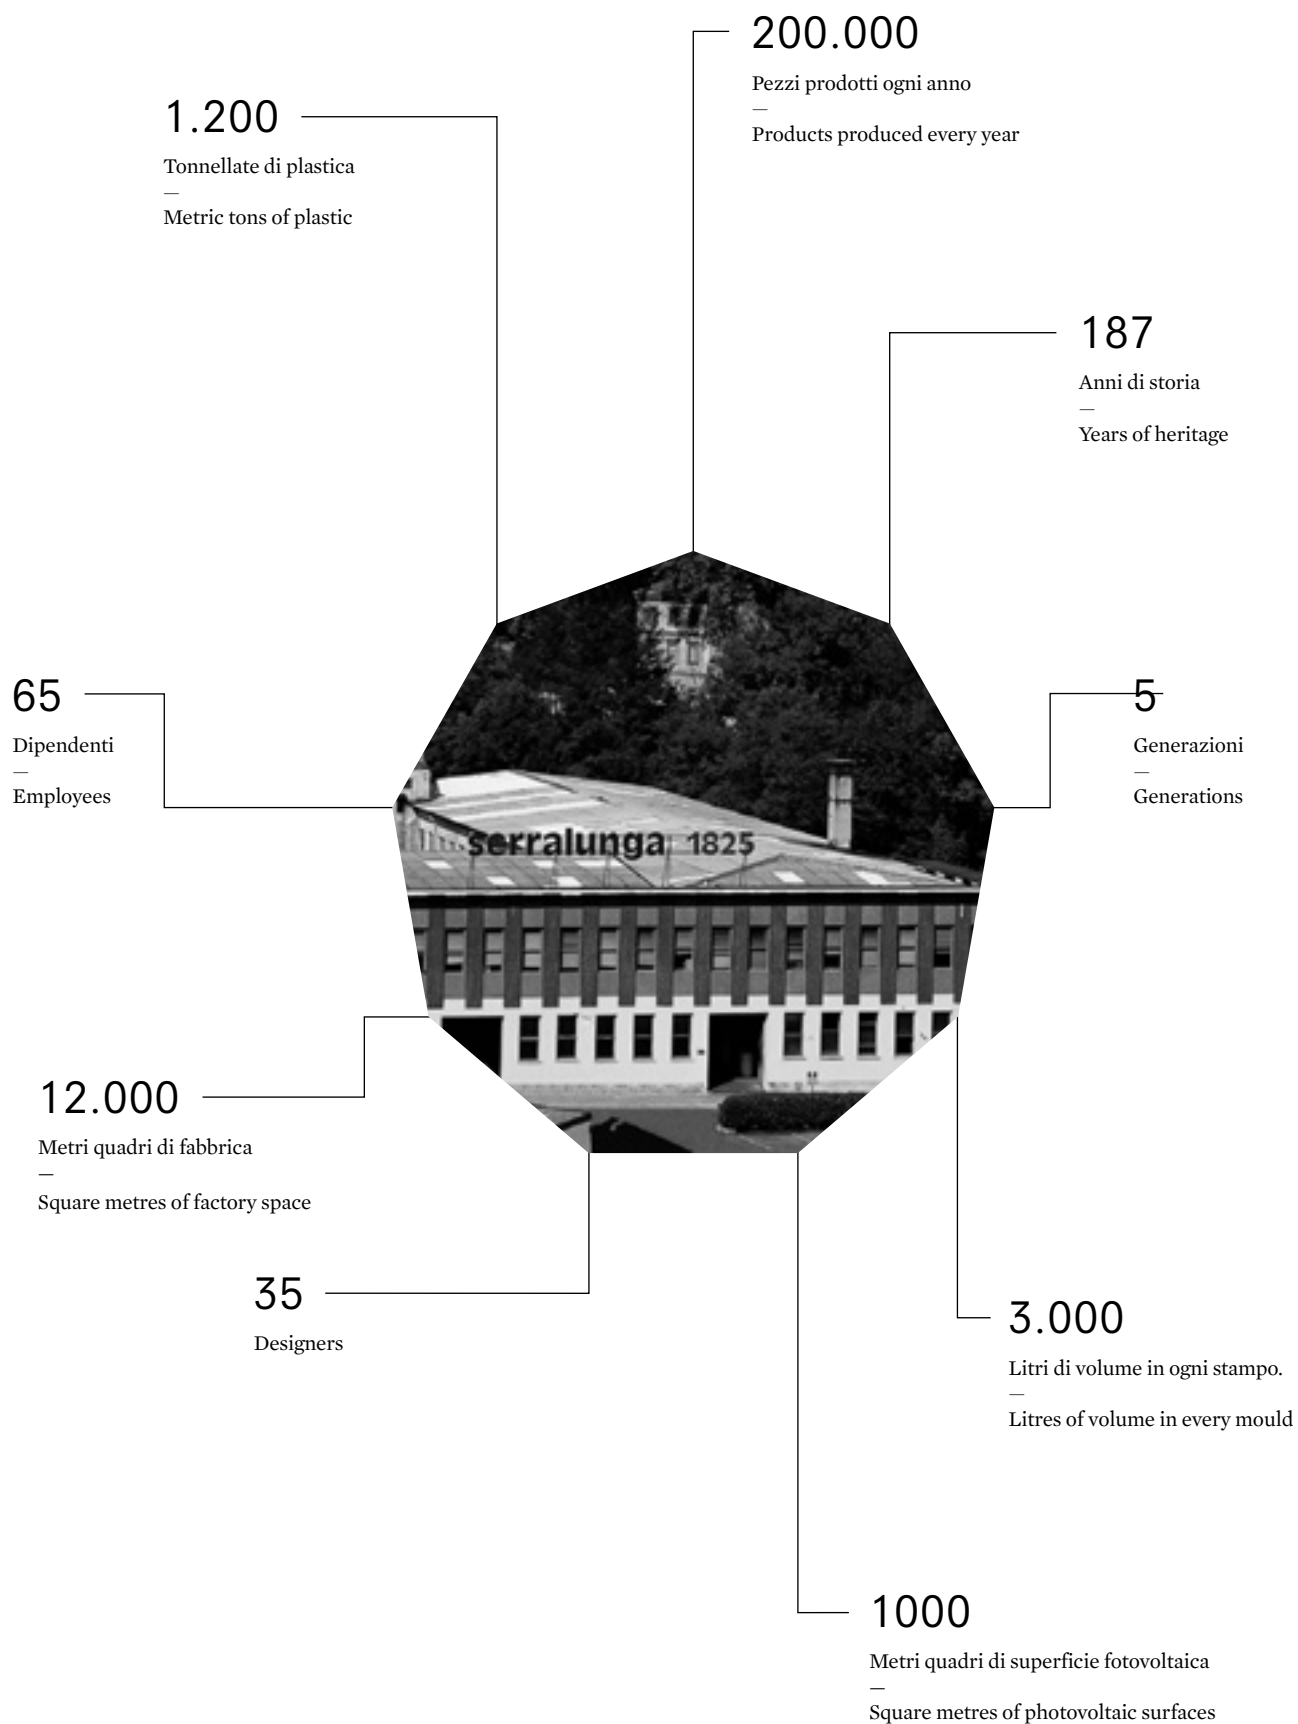 200.000
Pezzi prodotti ogni anno
—
Products produced every year
1.200
Tonnellate di plastica
—
Metric tons of plastic
187
Anni di storia
—
Years of heritage
65
Dipendenti
—
Employees
5
Generazioni
—
Generations
serralunga 1825
12.000
Metri quadri di fabbrica
—
Square metres of factory space
35
Designers
3.000
Litri di volume in ogni stampo.
—
Litres of volume in every mould
1000
Metri quadri di superficie fotovoltaica
—
Square metres of photovoltaic surfaces